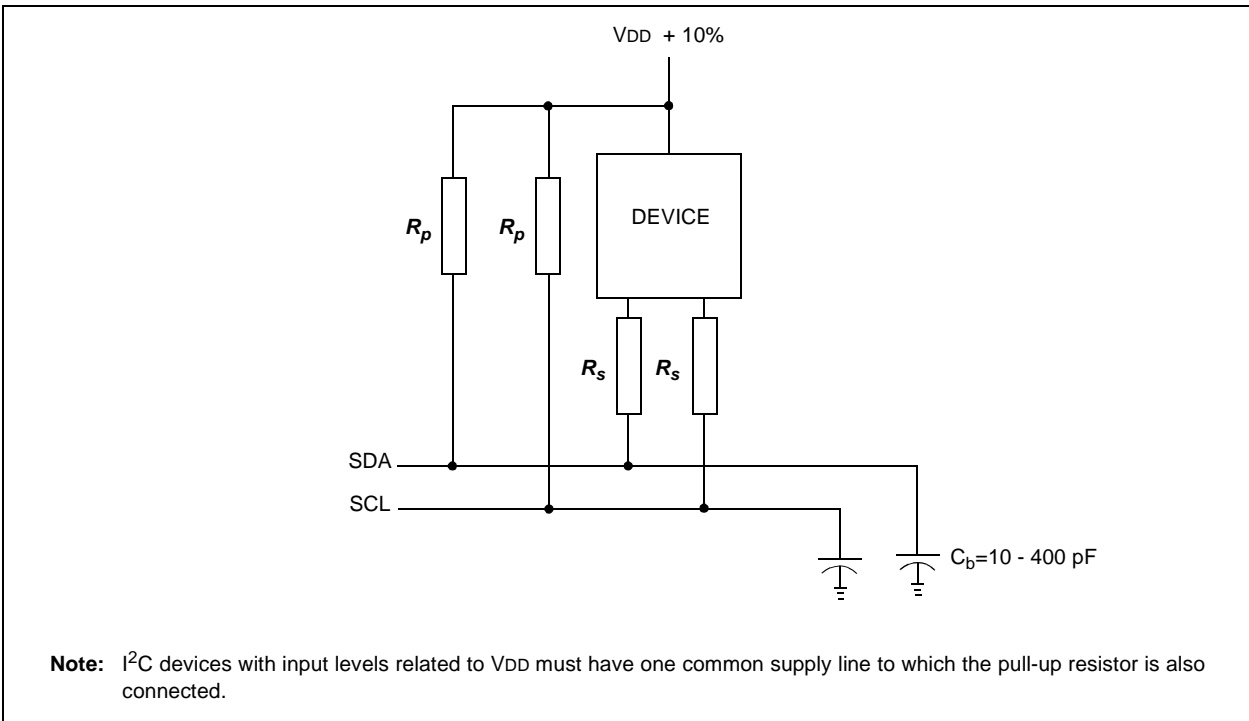 VDD + 10%
DEVICE
Rp Rp
Rs Rs
SDA
SCL
Cb=10 - 400 pF
Note: I²C devices with input levels related to VDD must have one common supply line to which the pull-up resistor is also
connected.